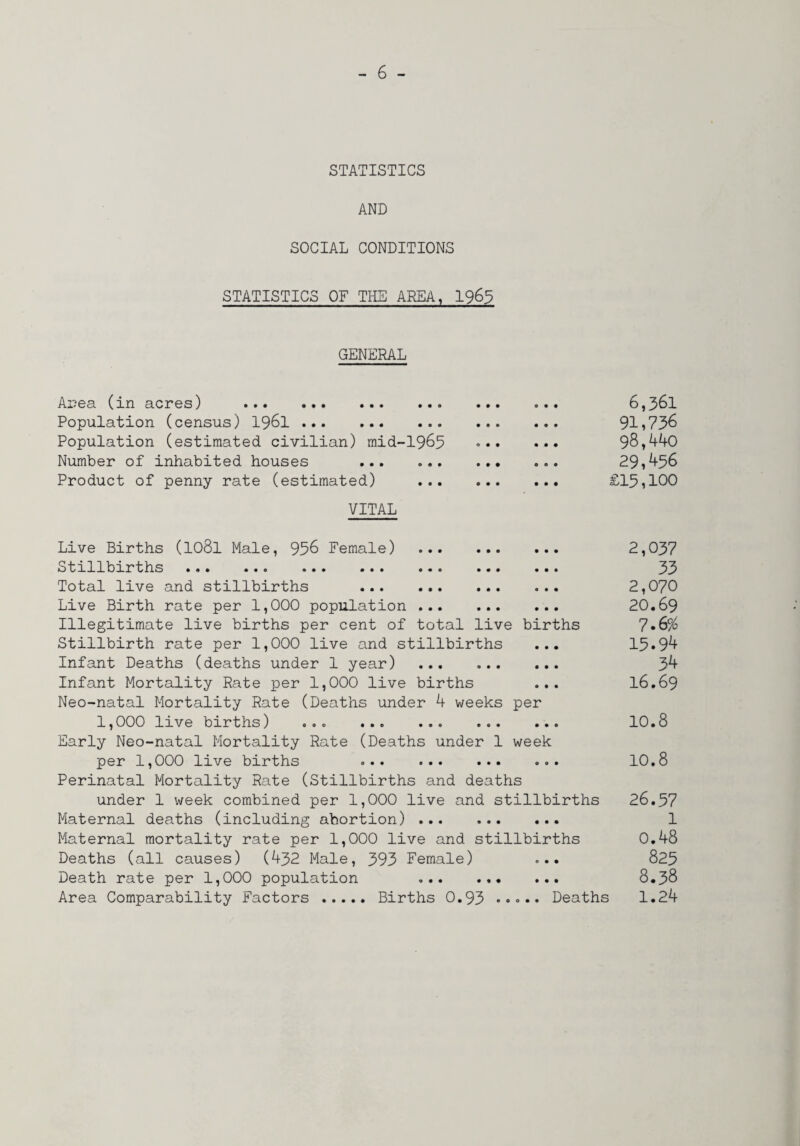 - 6 -
STATISTICS
AND
SOCIAL CONDITIONS
STATISTICS OF THE AREA, 1965
GENERAL
Area (in acres) ... ... ... ... ... ... 6,361
Population (census) 1961 ... ... ... ... ... 91,736
Population (estimated civilian) mid-1965 ... ... 98,440
Number of inhabited houses ... ... ... ... 29,456
Product of penny rate (estimated) ... ... ... £15,100
VITAL
Live Births (1081 Male, 956 Female) ... ... ... 2,037
Stillbirths ... ... ... ... ... ... ... 33
Total live and stillbirths ... ... ... ... 2,070
Live Birth rate per 1,000 population ... ... ... 20.69
Illegitimate live births per cent of total live births 7.6%
Stillbirth rate per 1,000 live and stillbirths ... 15.94
Infant Deaths (deaths under 1 year) ... ... ... 34
Infant Mortality Rate per 1,000 live births ... 16.69
Neo-natal Mortality Rate (Deaths under 4 weeks per
1,000 live births) ... ... ... ... ... 10.8
Early Neo-natal Mortality Rate (Deaths under 1 week
per 1,000 live births ... ... ... ... 10.8
Perinatal Mortality Rate (Stillbirths and deaths
under 1 week combined per 1,000 live and stillbirths 26.57
Maternal deaths (including abortion) ... ... ... 1
Maternal mortality rate per 1,000 live and stillbirths 0.48
Deaths (all causes) (432 Male, 393 Female) ... 825
Death rate per 1,000 population ... ... ... 8.38
Area Comparability Factors ..... Births 0.93 ..... Deaths 1.24